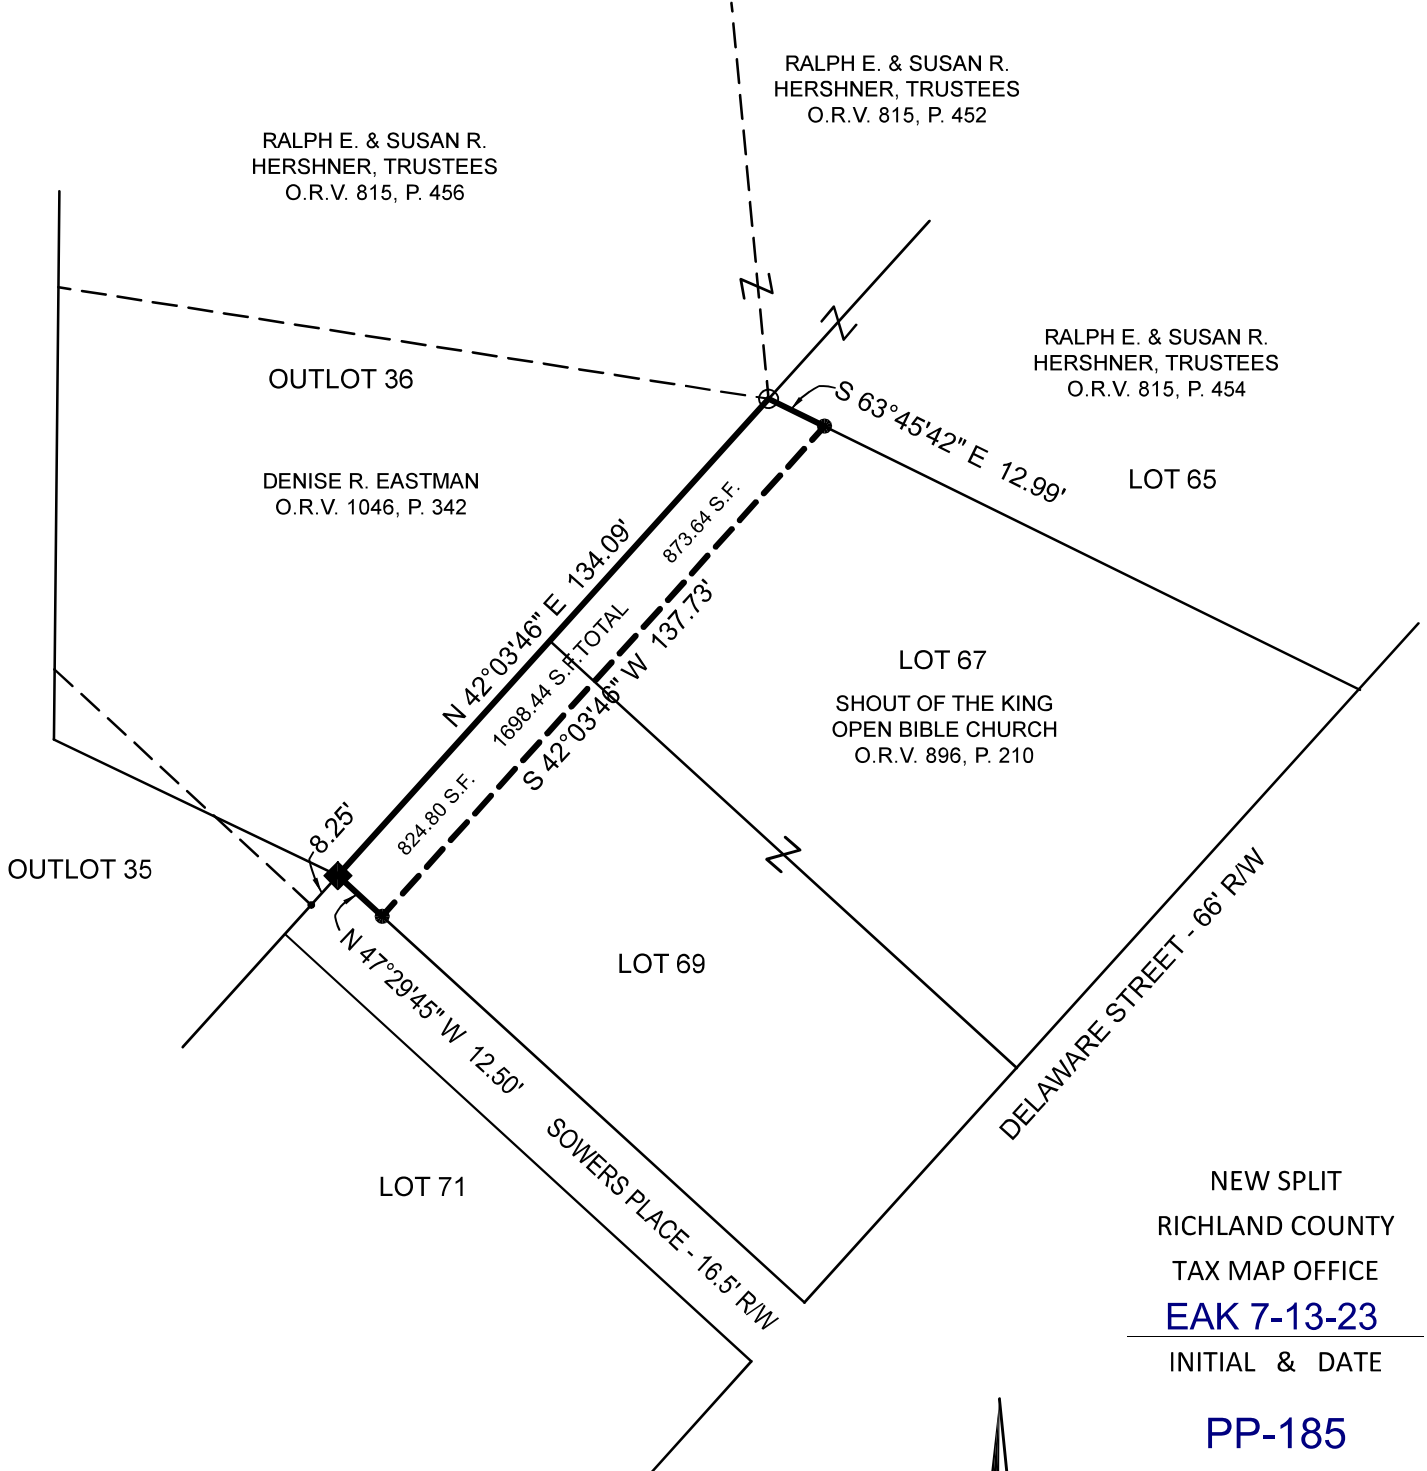 RALPH E. & SUSAN R.
HERSHNER, TRUSTEES
O.R.V. 815, P. 452
RALPH E. & SUSAN R.
HERSHNER, TRUSTEES
O.R.V. 815, P. 456
RALPH E. & SUSAN R.
HERSHNER, TRUSTEES
O.R.V. 815, P. 454
OUTLOT 36
S 63°45'42" E 12.99'
LOT 65
DENISE R. EASTMAN
O.R.V. 1046, P. 342
873.64 S.F.
N 42°03'46" E 134.09'
1698.44 S.F. TOTAL
S 42°03'46" W 137.73'
LOT 67
SHOUT OF THE KING
OPEN BIBLE CHURCH
O.R.V. 896, P. 210
824.80 S.F.
8.25'
OUTLOT 35
LOT 69
N 47°29'45" W 12.50'
DELAWARE STREET - 66' R/W
SOWERS PLACE - 16.5' R/W
LOT 71
NEW SPLIT
RICHLAND COUNTY
TAX MAP OFFICE
EAK 7-13-23
INITIAL & DATE
PP-185